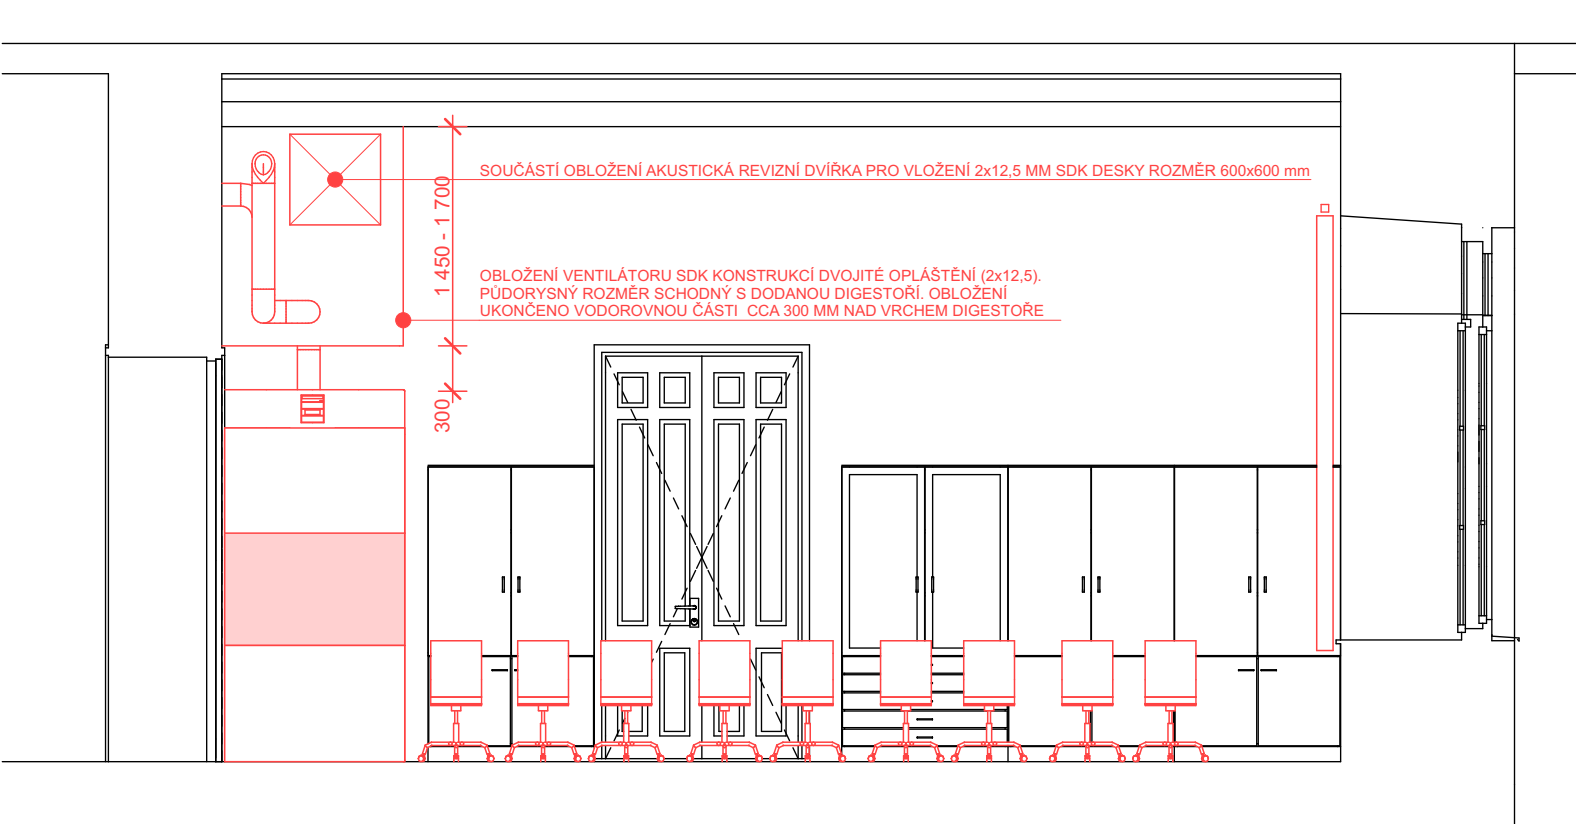 SOUČÁSTÍ OBLOŽENÍ AKUSTICKÁ REVIZNÍ DVÍŘKA PRO VLOŽENÍ 2x12,5 MM SDK DESKY ROZMĚR 600x600 mm
1 450 - 1 700
OBLOŽENÍ VENTILÁTORU SDK KONSTRUKCÍ DVOJITÉ OPLÁŠTĚNÍ (2x12,5).
PŮDORYSNÝ ROZMĚR SCHODNÝ S DODANOU DIGESTOŘÍ. OBLOŽENÍ
UKONČENO VODOROVNOU ČÁSTI CCA 300 MM NAD VRCHEM DIGESTOŘE
300